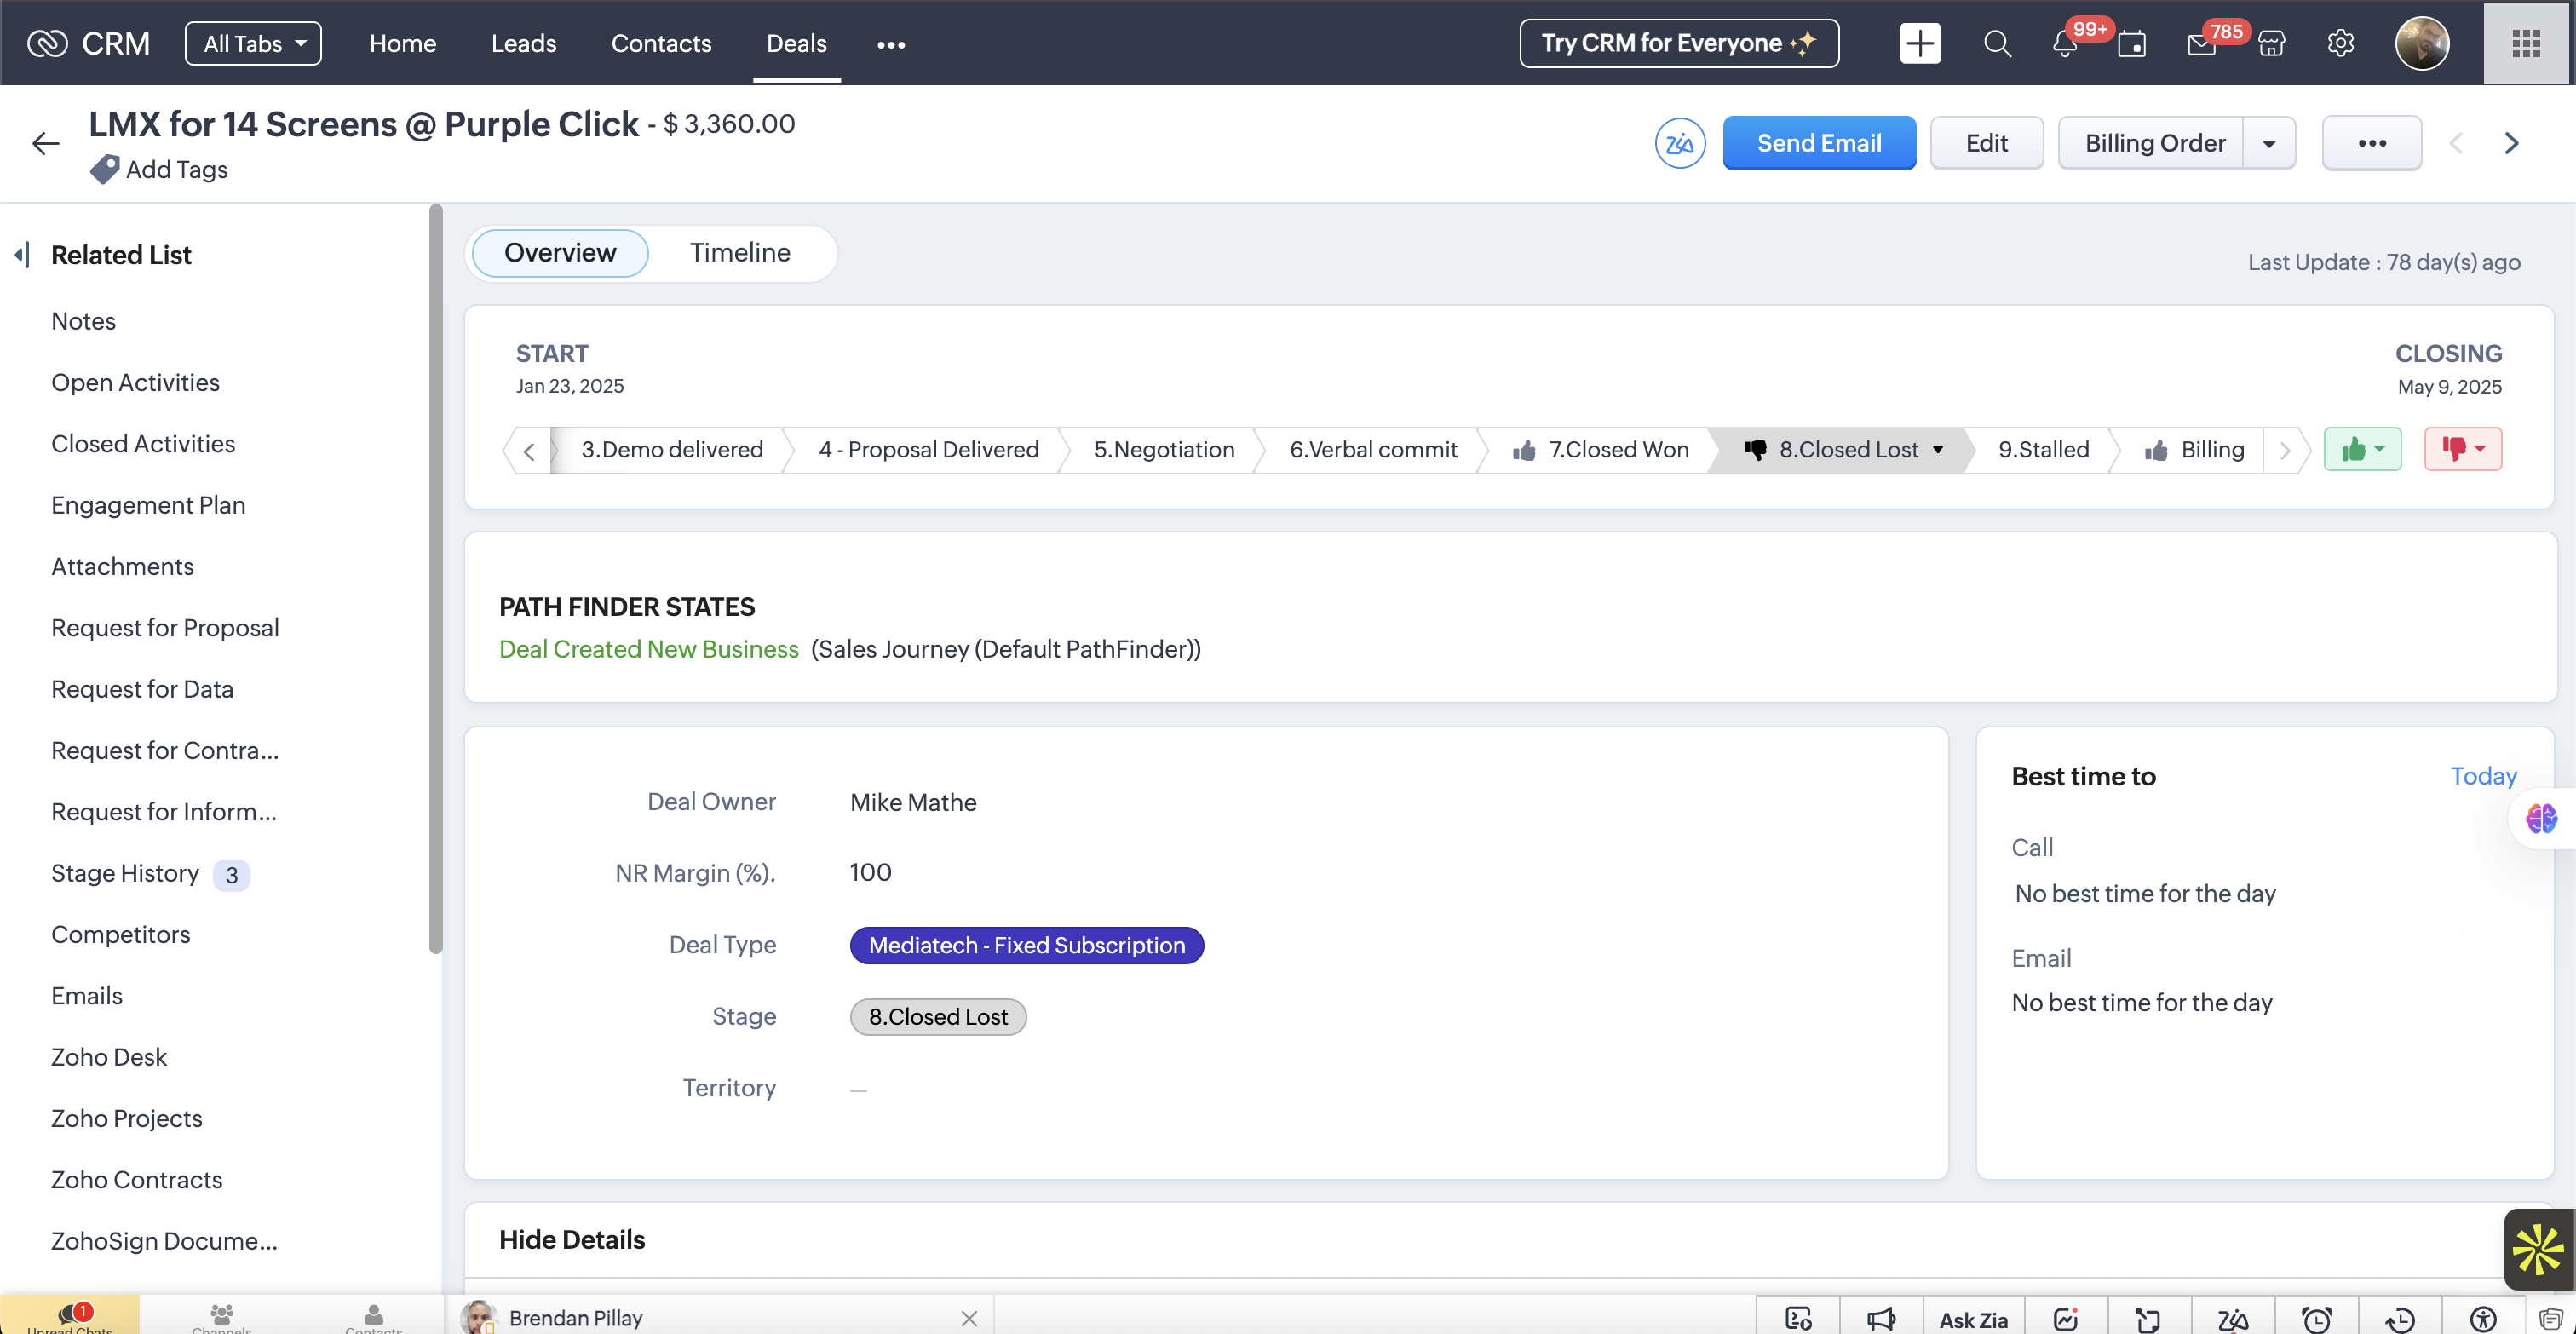 CRM
All Tabs
Home
Leads
Contacts
Deals
Try CRM for Everyone
99+
785
LMX for 14 Screens @ Purple Click - $ 3,360.00
Add Tags
Zia
Send Email
Edit
Billing Order
Related List
Notes
Open Activities
Closed Activities
Engagement Plan
Attachments
Request for Proposal
Request for Data
Request for Contra...
Request for Inform...
Stage History 3
Competitors
Emails
Zoho Desk
Zoho Projects
Zoho Contracts
ZohoSign Docume...
Overview
Timeline
Last Update : 78 day(s) ago
START
Jan 23, 2025
CLOSING
May 9, 2025
3.Demo delivered
4 - Proposal Delivered
5.Negotiation
6.Verbal commit
7.Closed Won
8.Closed Lost
9.Stalled
Billing
PATH FINDER STATES
Deal Created New Business (Sales Journey (Default PathFinder))
Deal Owner Mike Mathe
NR Margin (%). 100
Deal Type Mediatech - Fixed Subscription
Stage 8.Closed Lost
Territory —
Best time to
Today
Call
No best time for the day
Email
No best time for the day
Hide Details
1
Unread Chats
Channels
Contacts
Brendan Pillay
Ask Zia
Zia